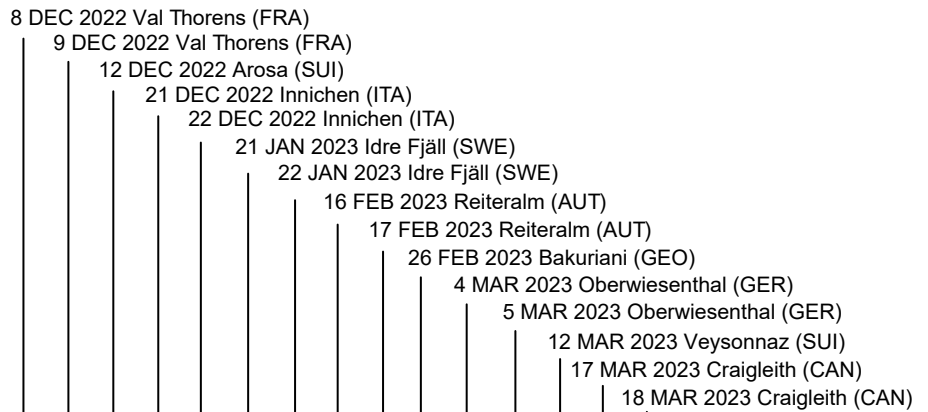 8 DEC 2022 Val Thorens (FRA)
9 DEC 2022 Val Thorens (FRA)
12 DEC 2022 Arosa (SUI)
21 DEC 2022 Innichen (ITA)
22 DEC 2022 Innichen (ITA)
21 JAN 2023 Idre Fjäll (SWE)
22 JAN 2023 Idre Fjäll (SWE)
16 FEB 2023 Reiteralm (AUT)
17 FEB 2023 Reiteralm (AUT)
26 FEB 2023 Bakuriani (GEO)
4 MAR 2023 Oberwiesenthal (GER)
5 MAR 2023 Oberwiesenthal (GER)
12 MAR 2023 Veysonnaz (SUI)
17 MAR 2023 Craigleith (CAN)
18 MAR 2023 Craigleith (CAN)